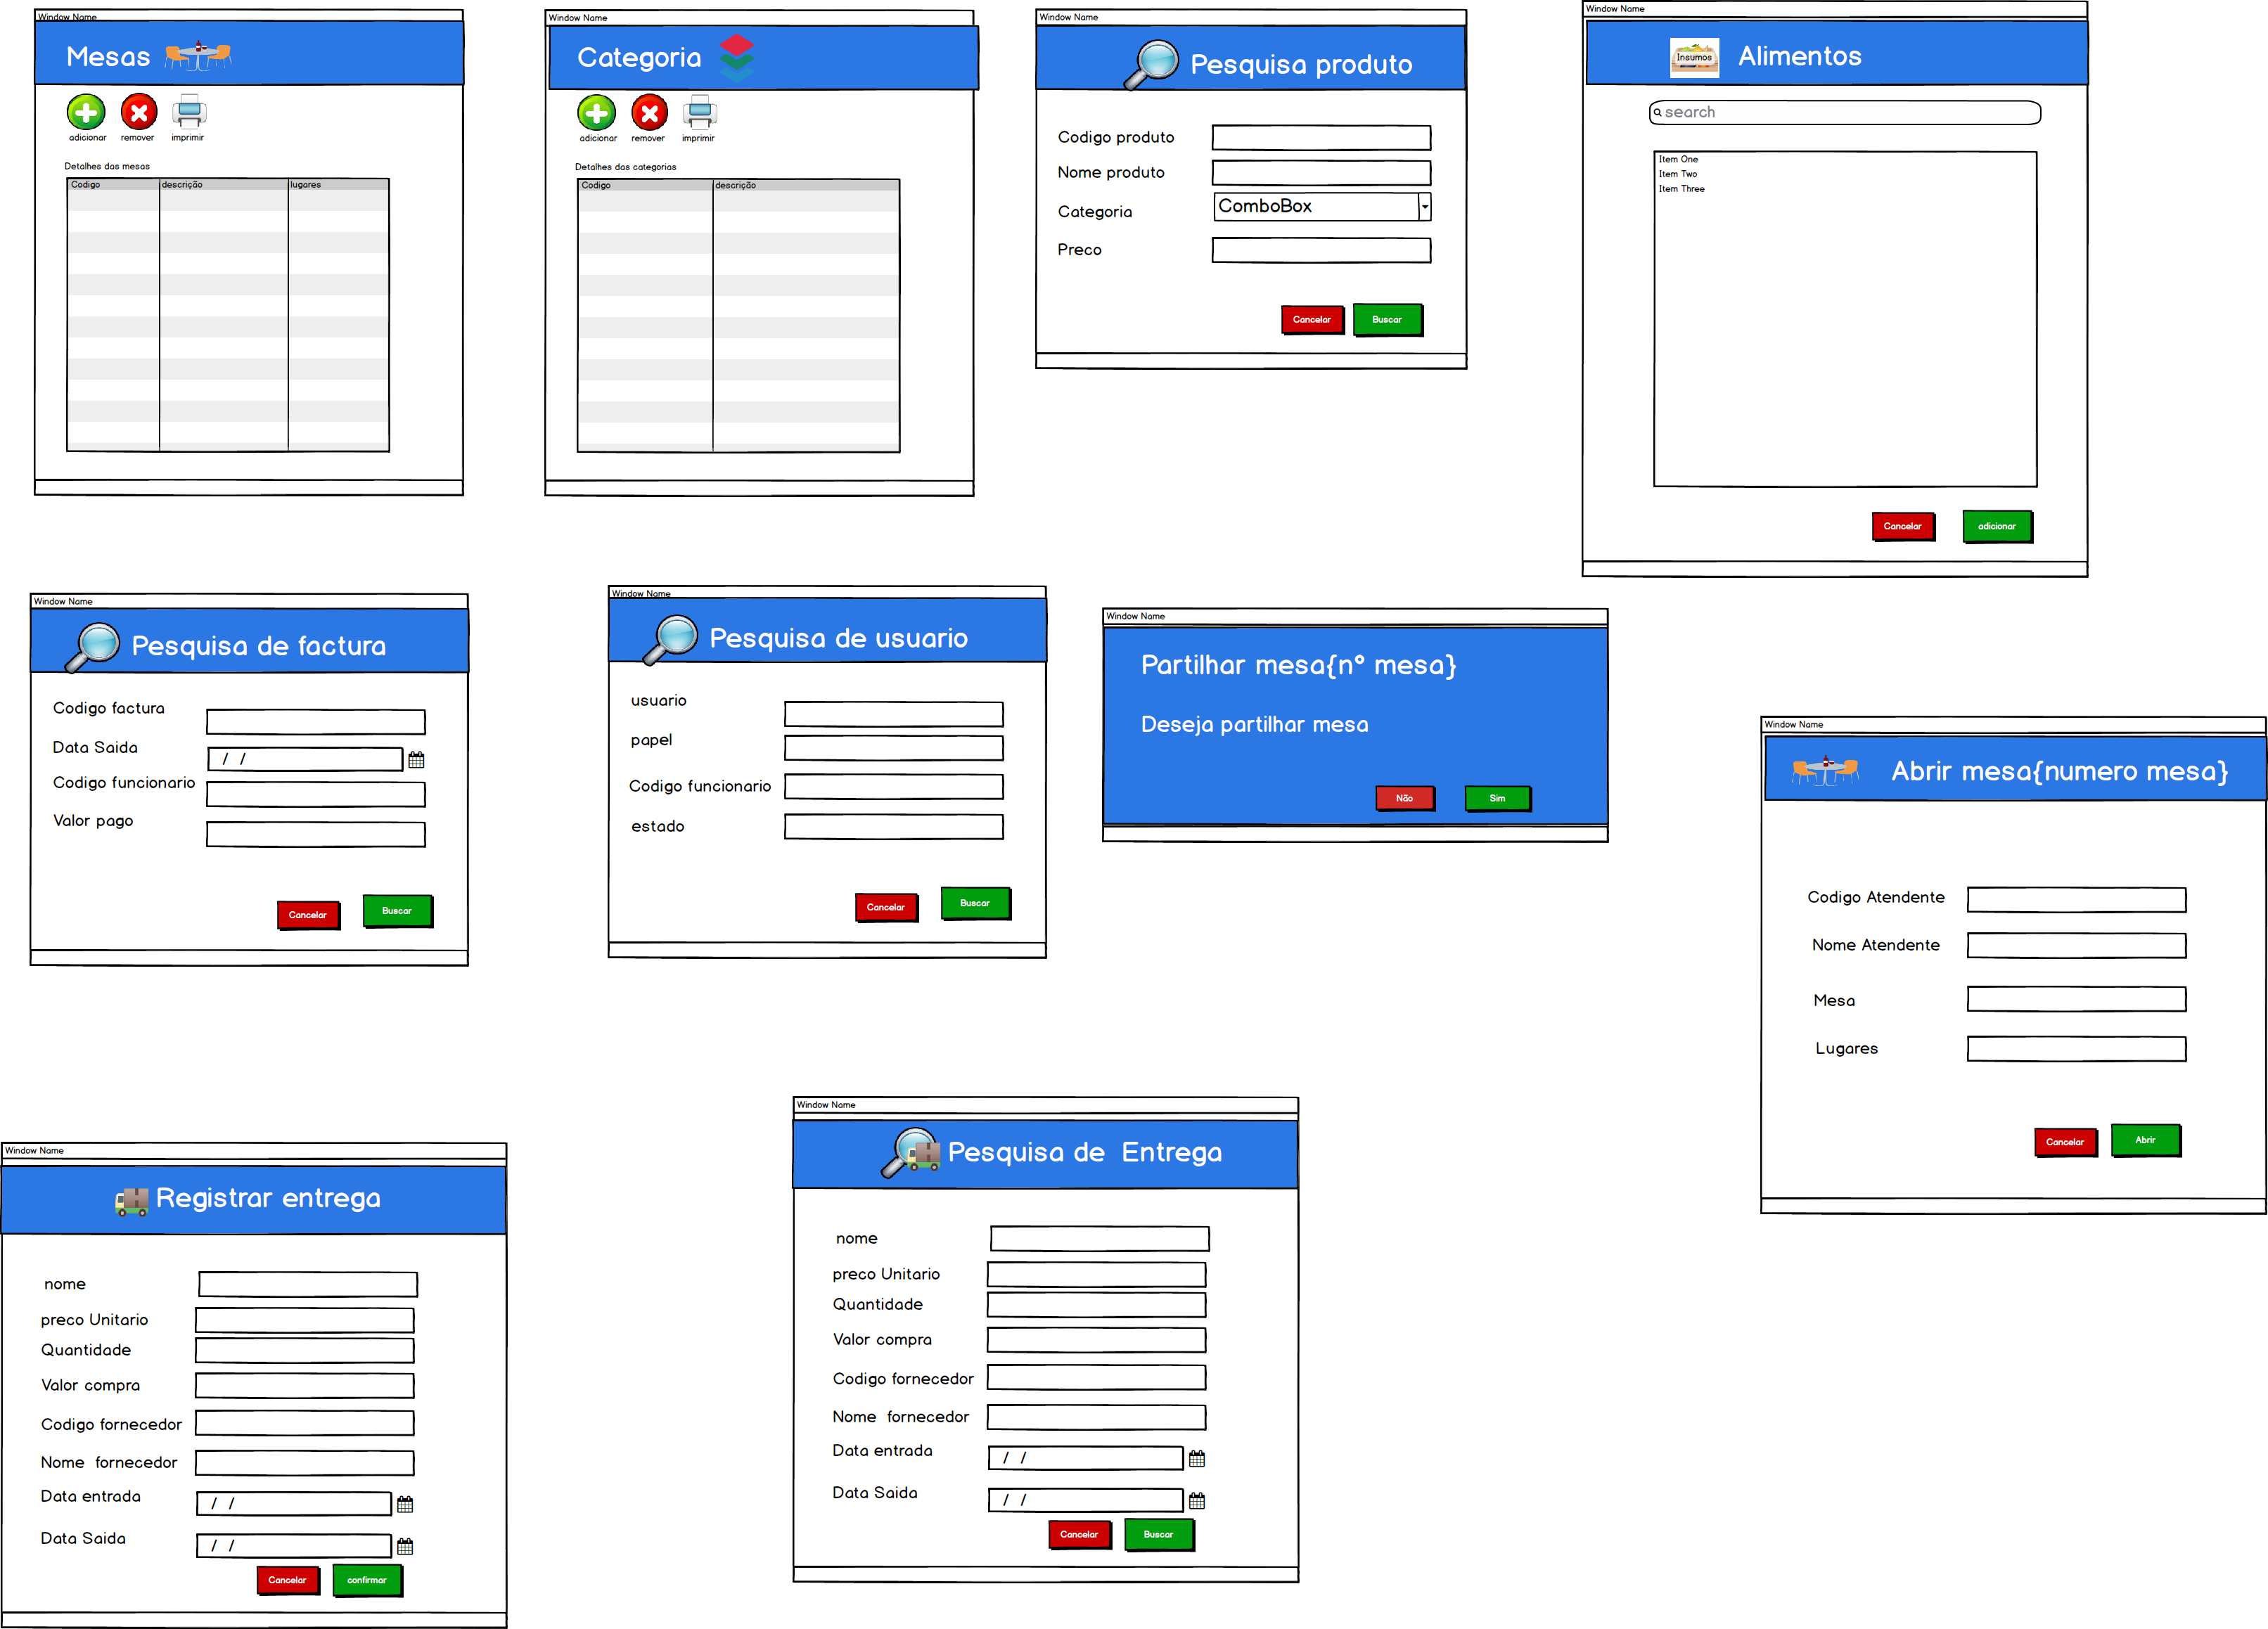 Window Name
Mesas
adicionar
remover
imprimir
Detalhes das mesas
Codigo descrição lugares
Window Name
Categoria
adicionar
remover
imprimir
Detalhes das categorias
Codigo descrição
Window Name
Pesquisa produto
Codigo produto
Nome produto
Categoria ComboBox
Preco
Cancelar Buscar
Window Name
Insumos Alimentos
search
Item One
Item Two
Item Three
Cancelar adicionar
Window Name
Pesquisa de factura
Codigo factura
Data Saida / /
Codigo funcionario
Valor pago
Cancelar Buscar
Window Name
Pesquisa de usuario
usuario
papel
Codigo funcionario
estado
Cancelar Buscar
Window Name
Partilhar mesa{n° mesa}
Deseja partilhar mesa
Não Sim
Window Name
Abrir mesa{numero mesa}
Codigo Atendente
Nome Atendente
Mesa
Lugares
Cancelar Abrir
Window Name
Registrar entrega
nome
preco Unitario
Quantidade
Valor compra
Codigo fornecedor
Nome fornecedor
Data entrada / /
Data Saida / /
Cancelar confirmar
Window Name
Pesquisa de Entrega
nome
preco Unitario
Quantidade
Valor compra
Codigo fornecedor
Nome fornecedor
Data entrada / /
Data Saida / /
Cancelar Buscar